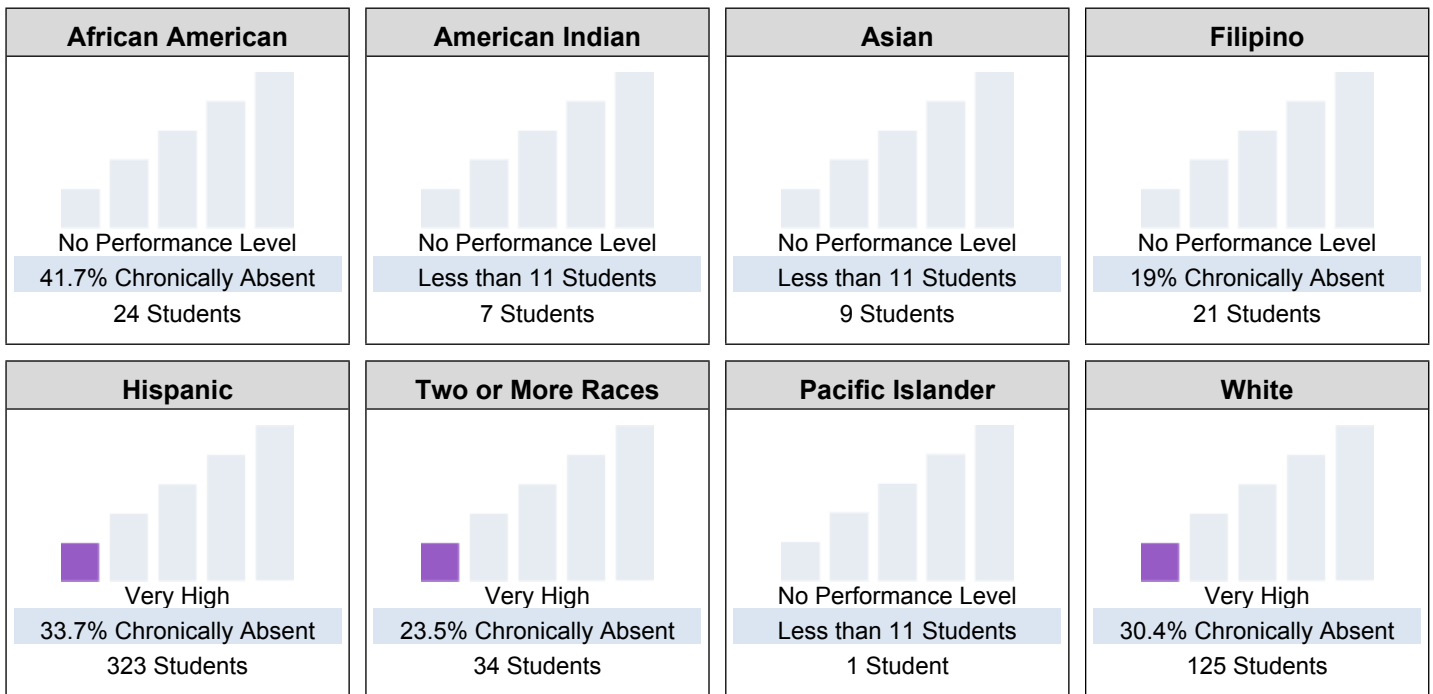 African American
No Performance Level
41.7% Chronically Absent
24 Students
American Indian
No Performance Level
Less than 11 Students
7 Students
Asian
No Performance Level
Less than 11 Students
9 Students
Filipino
No Performance Level
19% Chronically Absent
21 Students
Hispanic
Very High
33.7% Chronically Absent
323 Students
Two or More Races
Very High
23.5% Chronically Absent
34 Students
Pacific Islander
No Performance Level
Less than 11 Students
1 Student
White
Very High
30.4% Chronically Absent
125 Students